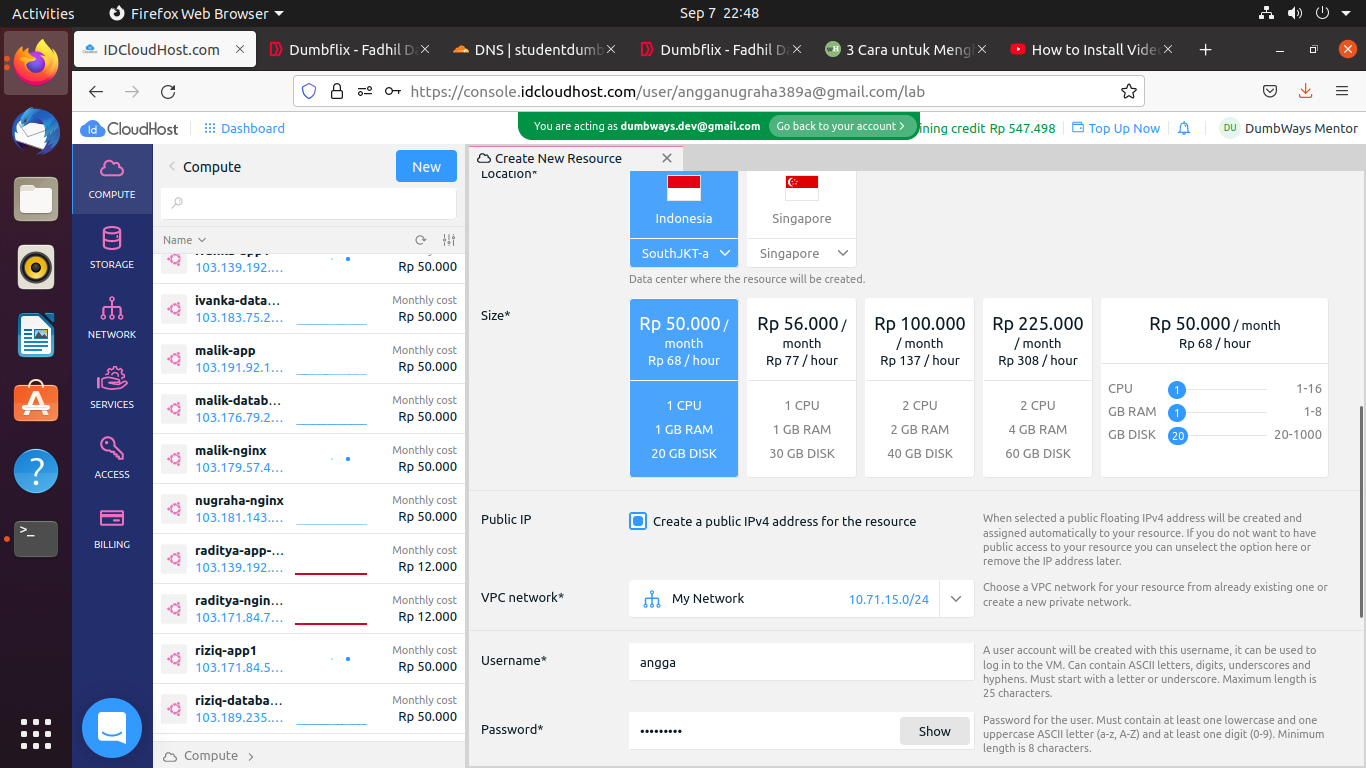 Activities
Firefox Web Browser
Sep 7 22:48
IDCloudHost.com
Dumbflix - Fadhil Da
DNS | studentdumb
Dumbflix - Fadhil Da
3 Cara untuk Mengh
How to Install Video
https://console.idcloudhost.com/user/angganugraha389a@gmail.com/lab
Id CloudHost
Dashboard
You are acting as dumbways.dev@gmail.com
Go back to your account >
ining credit Rp 547.498
Top Up Now
DU
DumbWays Mentor
COMPUTE
STORAGE
NETWORK
SERVICES
ACCESS
BILLING
Compute
New
Name
103.139.192.... Rp 50.000
ivanka-data... Monthly cost
103.183.75.2... Rp 50.000
malik-app Monthly cost
103.191.92.1... Rp 50.000
malik-datab... Monthly cost
103.176.79.2... Rp 50.000
malik-nginx Monthly cost
103.179.57.4... Rp 50.000
nugraha-nginx Monthly cost
103.181.143.... Rp 50.000
raditya-app-... Monthly cost
103.139.192.... Rp 12.000
raditya-ngin... Monthly cost
103.171.84.7... Rp 12.000
riziq-app1 Monthly cost
103.171.84.5... Rp 50.000
riziq-databa... Monthly cost
103.189.235.... Rp 50.000
Compute >
Create New Resource
Location*
Indonesia
SouthJKT-a
Singapore
Singapore
Data center where the resource will be created.
Size*
Rp 50.000 /
month
Rp 68 / hour
1 CPU
1 GB RAM
20 GB DISK
Rp 56.000 /
month
Rp 77 / hour
1 CPU
1 GB RAM
30 GB DISK
Rp 100.000
/ month
Rp 137 / hour
2 CPU
2 GB RAM
40 GB DISK
Rp 225.000
/ month
Rp 308 / hour
2 CPU
4 GB RAM
60 GB DISK
Rp 50.000 / month
Rp 68 / hour
CPU 1 1-16
GB RAM 1 1-8
GB DISK 20 20-1000
Public IP
Create a public IPv4 address for the resource
When selected a public floating IPv4 address will be created and
assigned automatically to your resource. If you do not want to have
public access to your resource you can unselect the option here or
remove the IP address later.
VPC network*
My Network
10.71.15.0/24
Choose a VPC network for your resource from already existing one or
create a new private network.
Username*
angga
A user account will be created with this username, it can be used to
log in to the VM. Can contain ASCII letters, digits, underscores and
hyphens. Must start with a letter or underscore. Maximum length is
25 characters.
Password*
•••••••••
Show
Password for the user. Must contain at least one lowercase and one
uppercase ASCII letter (a-z, A-Z) and at least one digit (0-9). Minimum
length is 8 characters.